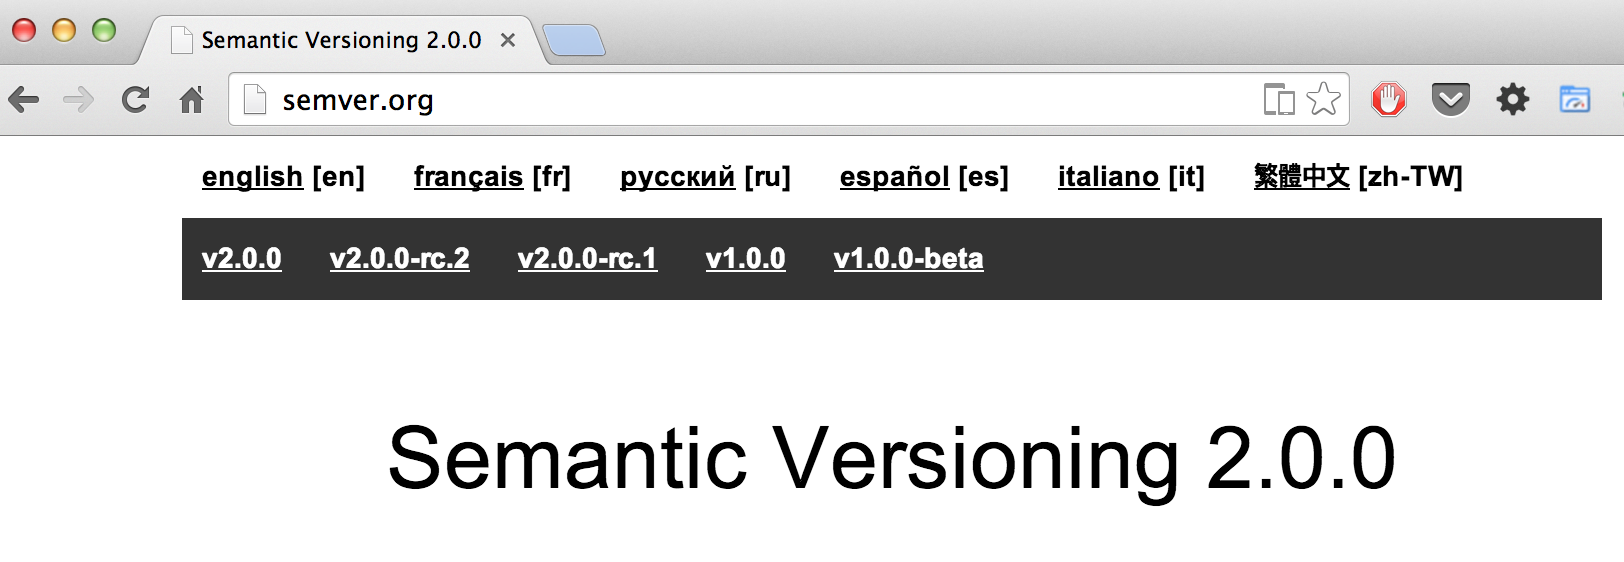 Semantic Versioning 2.0.0
semver.org
english [en] français [fr] русский [ru] español [es] italiano [it] 繁體中文 [zh-TW]
v2.0.0 v2.0.0-rc.2 v2.0.0-rc.1 v1.0.0 v1.0.0-beta
Semantic Versioning 2.0.0